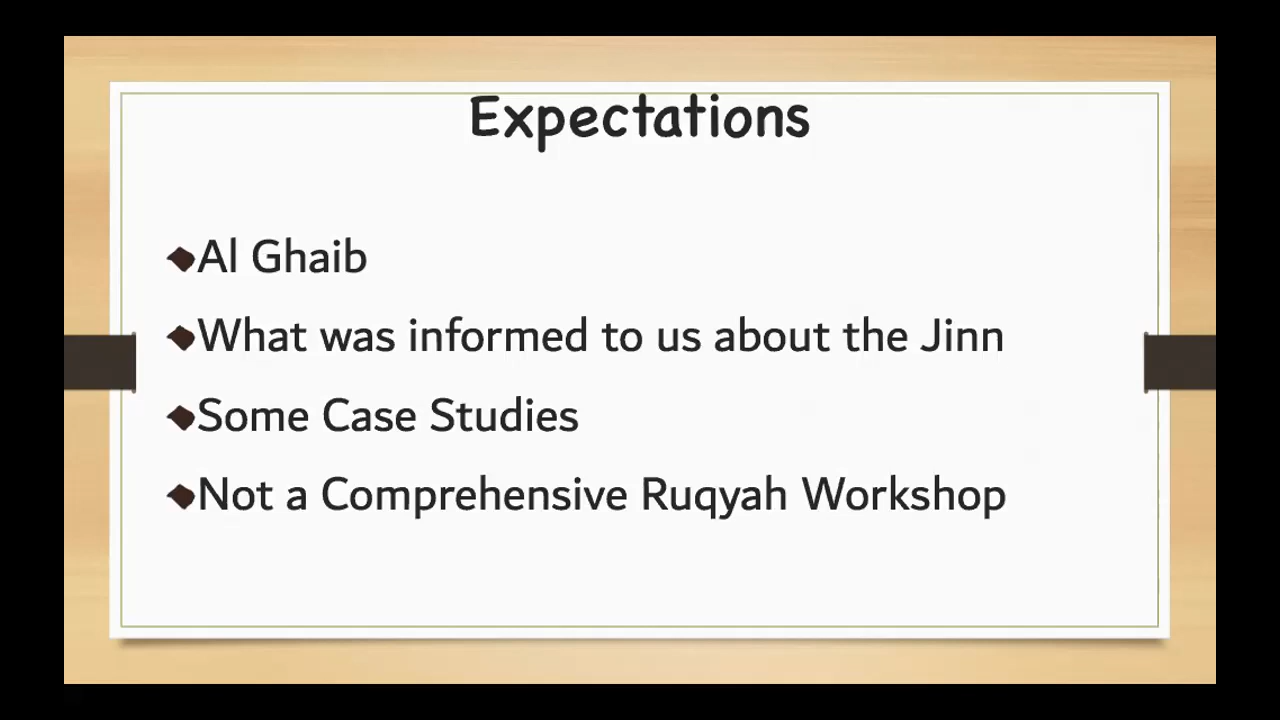 Expectations
Al Ghaib
What was informed to us about the Jinn
Some Case Studies
Not a Comprehensive Ruqyah Workshop